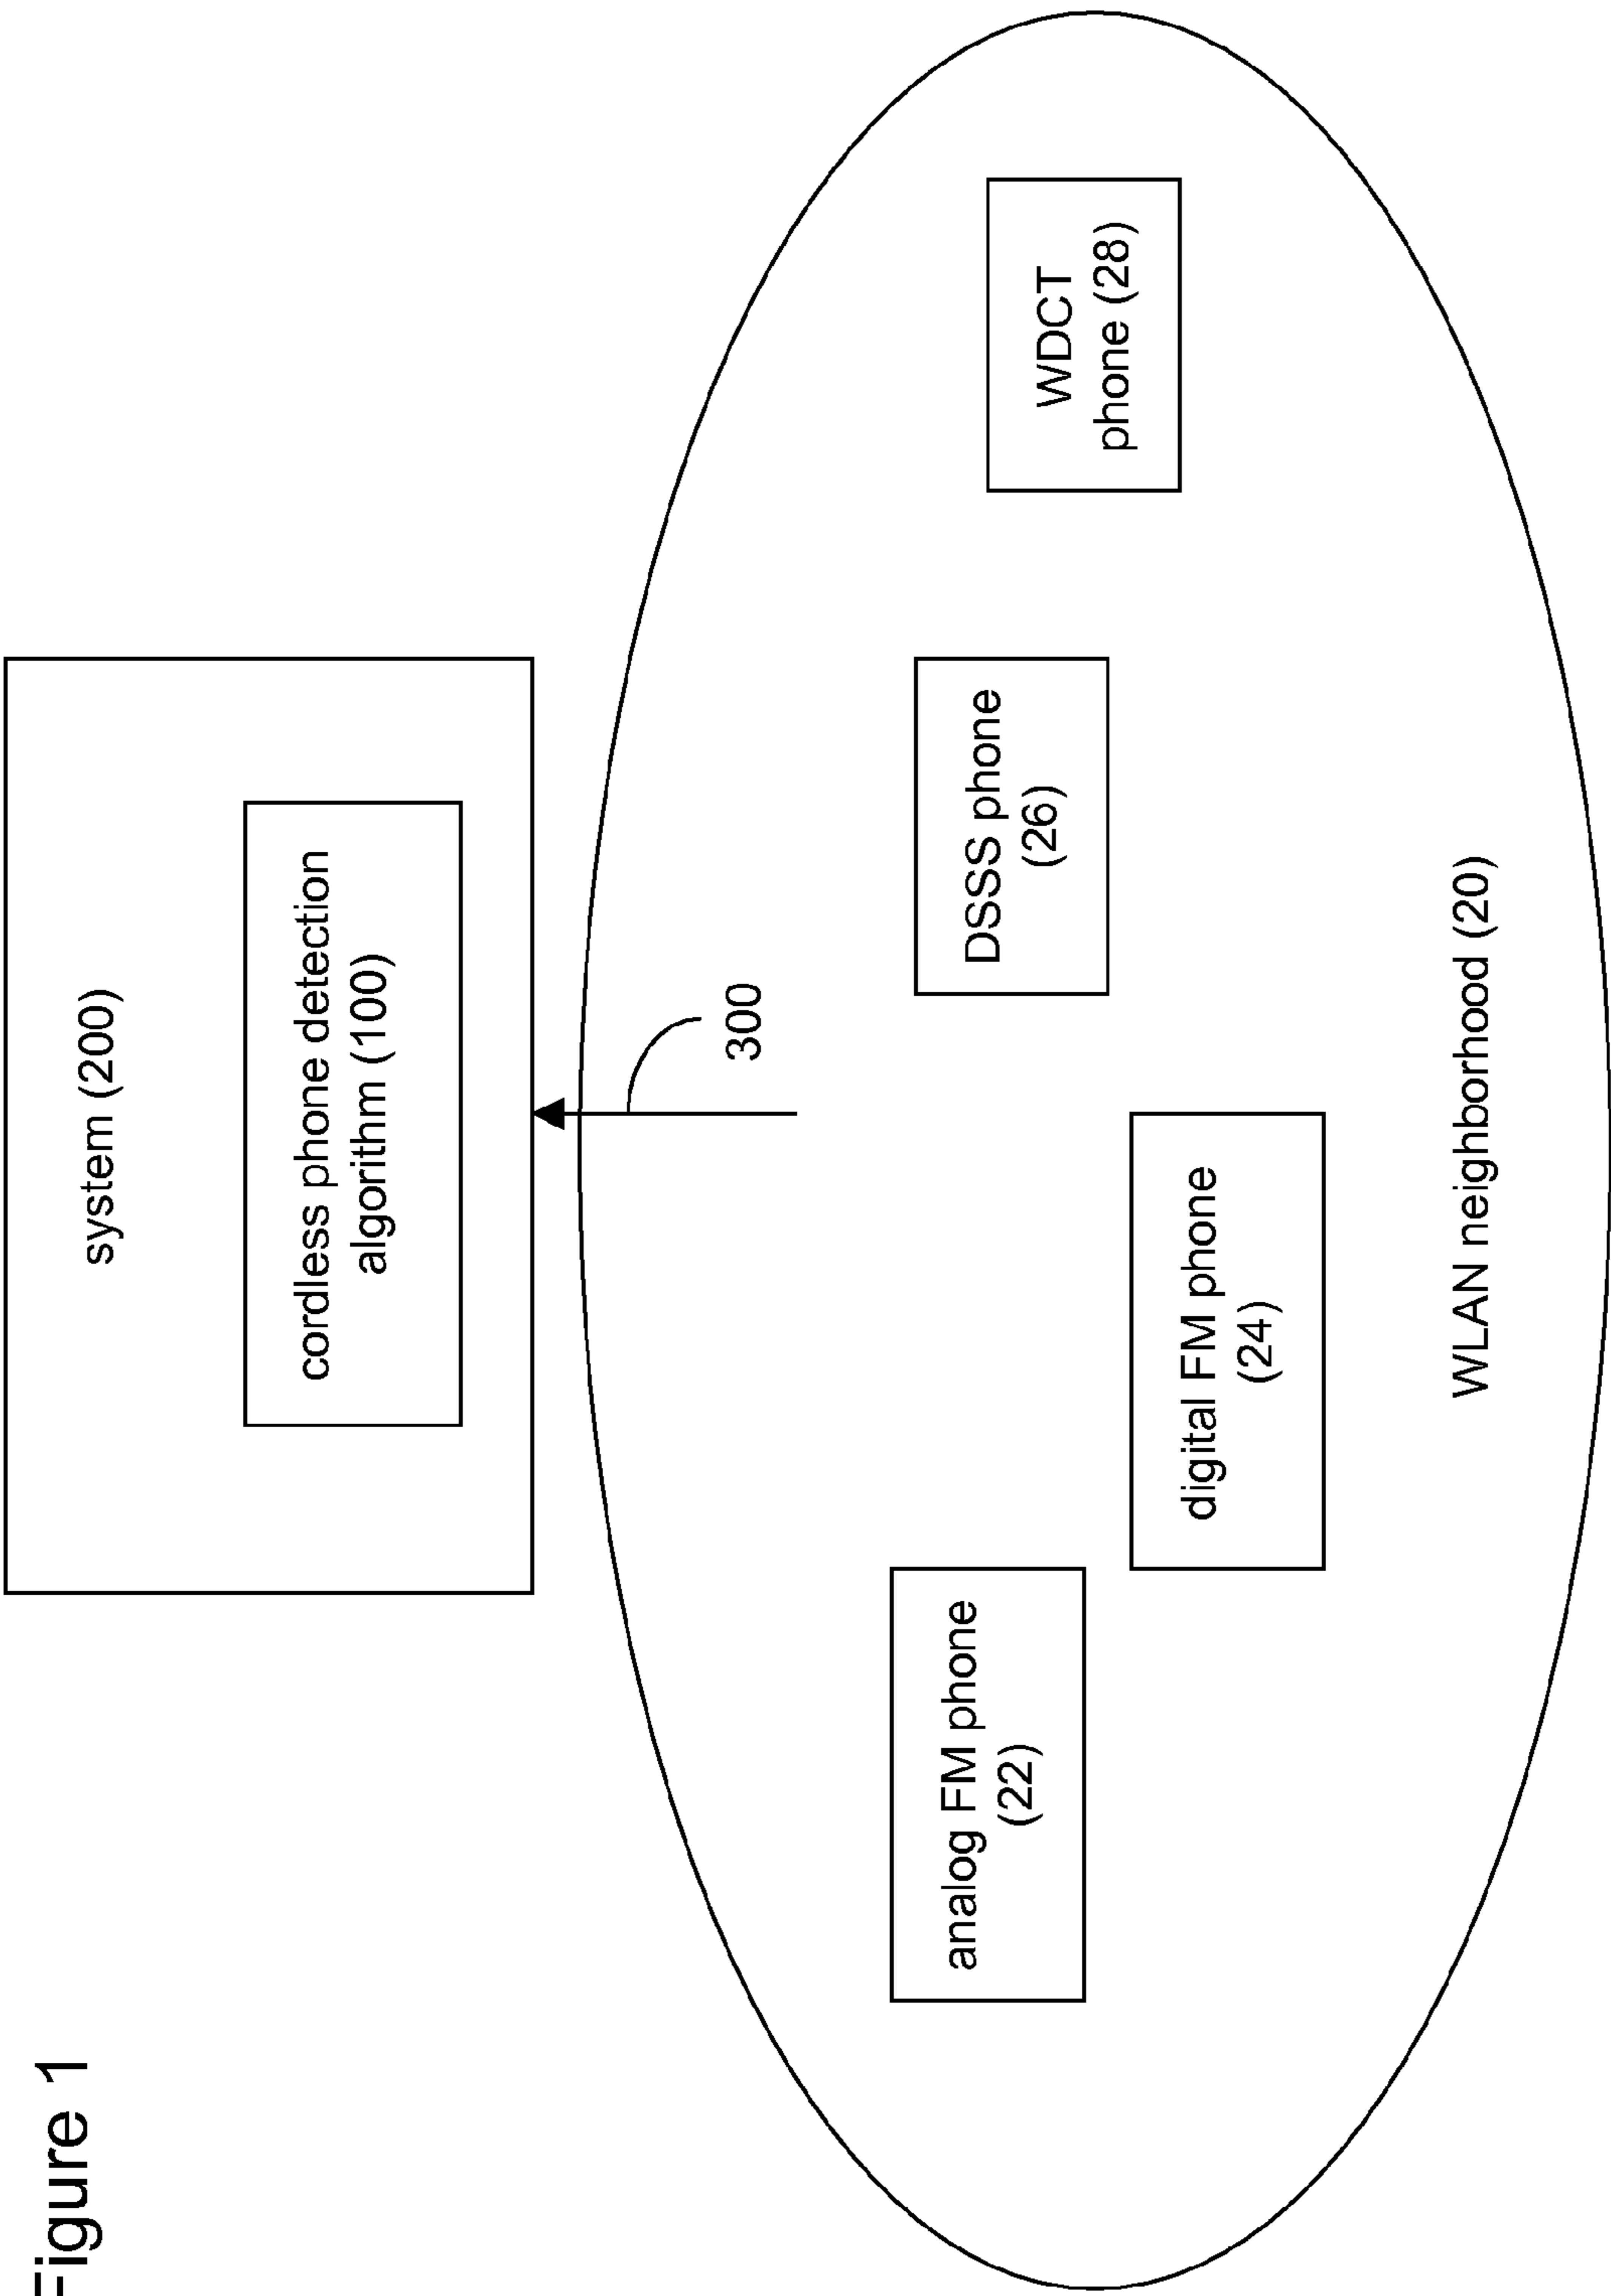 Figure 1
system (200)
cordless phone detection
algorithm (100)
300
analog FM phone
(22)
digital FM phone
(24)
DSSS phone
(26)
WDCT
phone (28)
WLAN neighborhood (20)